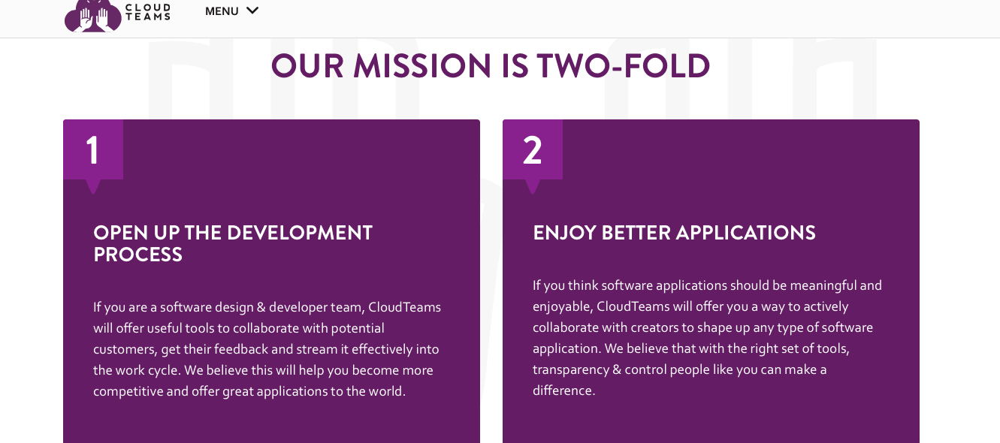 CLOUD
TEAMS
MENU
OUR MISSION IS TWO-FOLD
1
OPEN UP THE DEVELOPMENT
PROCESS
If you are a software design & developer team, CloudTeams
will offer useful tools to collaborate with potential
customers, get their feedback and stream it effectively into
the work cycle. We believe this will help you become more
competitive and offer great applications to the world.
2
ENJOY BETTER APPLICATIONS
If you think software applications should be meaningful and
enjoyable, CloudTeams will offer you a way to actively
collaborate with creators to shape up any type of software
application. We believe that with the right set of tools,
transparency & control people like you can make a
difference.